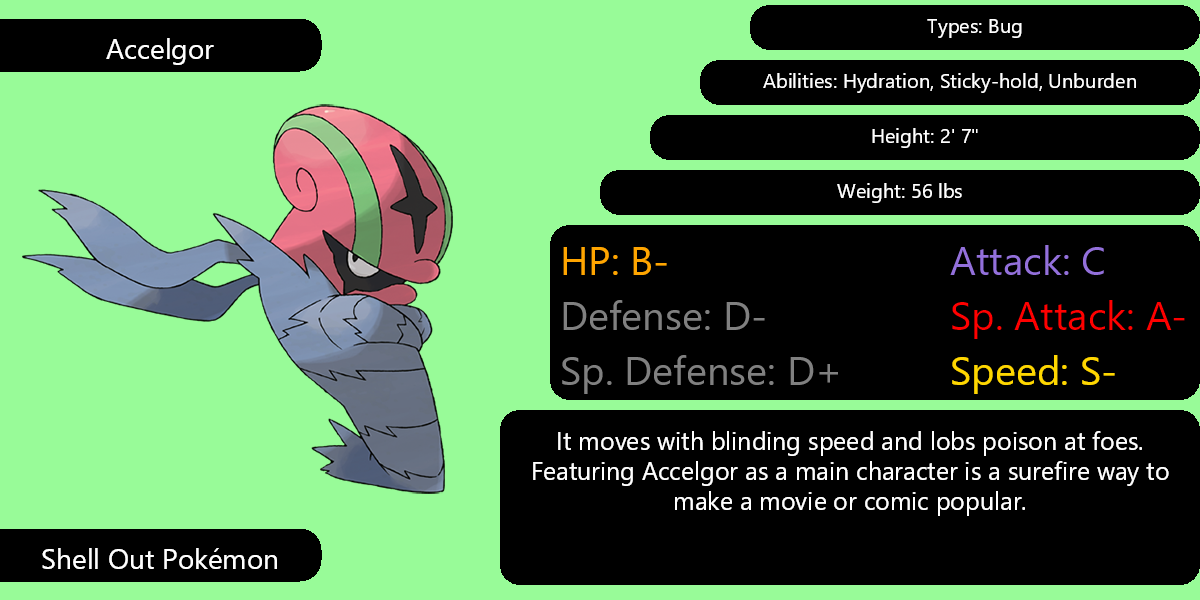 Accelgor
Types: Bug
Abilities: Hydration, Sticky-hold, Unburden
Height: 2' 7"
Weight: 56 lbs
HP: B-
Attack: C
Defense: D-
Sp. Attack: A-
Sp. Defense: D+
Speed: S-
It moves with blinding speed and lobs poison at foes.
Featuring Accelgor as a main character is a surefire way to
make a movie or comic popular.
Shell Out Pokémon